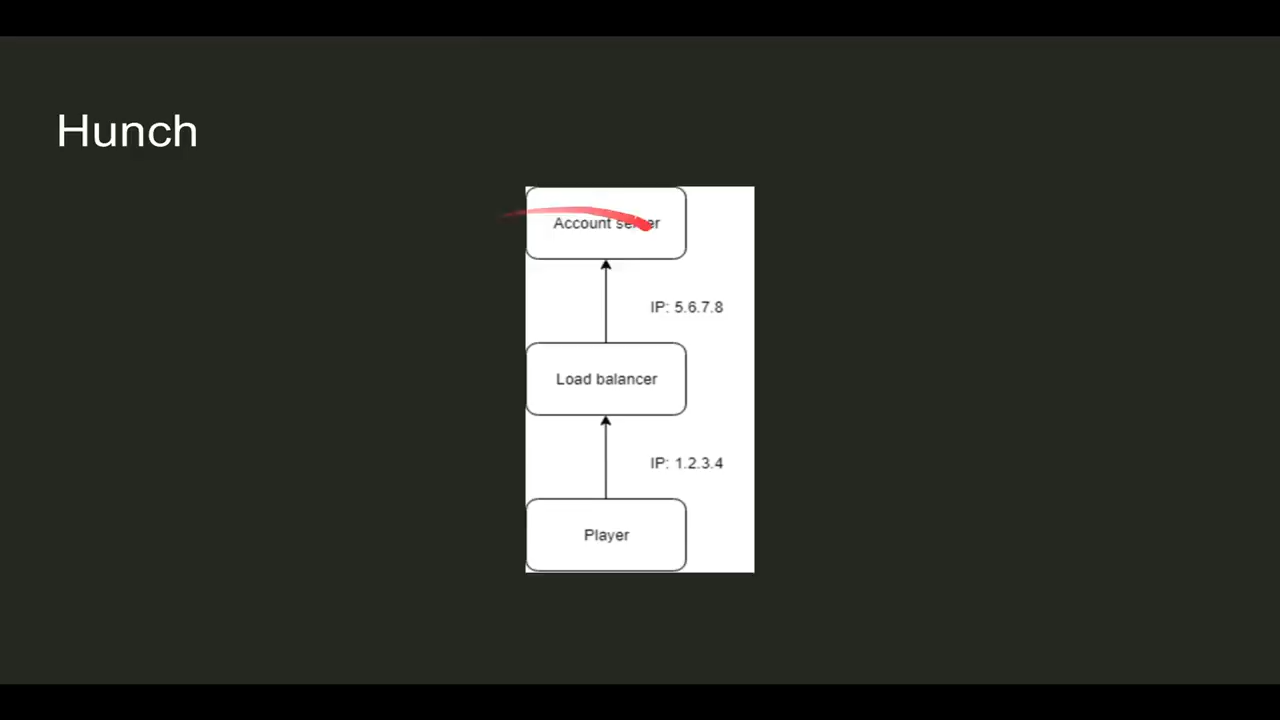 Hunch
Account server
IP: 5.6.7.8
Load balancer
IP: 1.2.3.4
Player